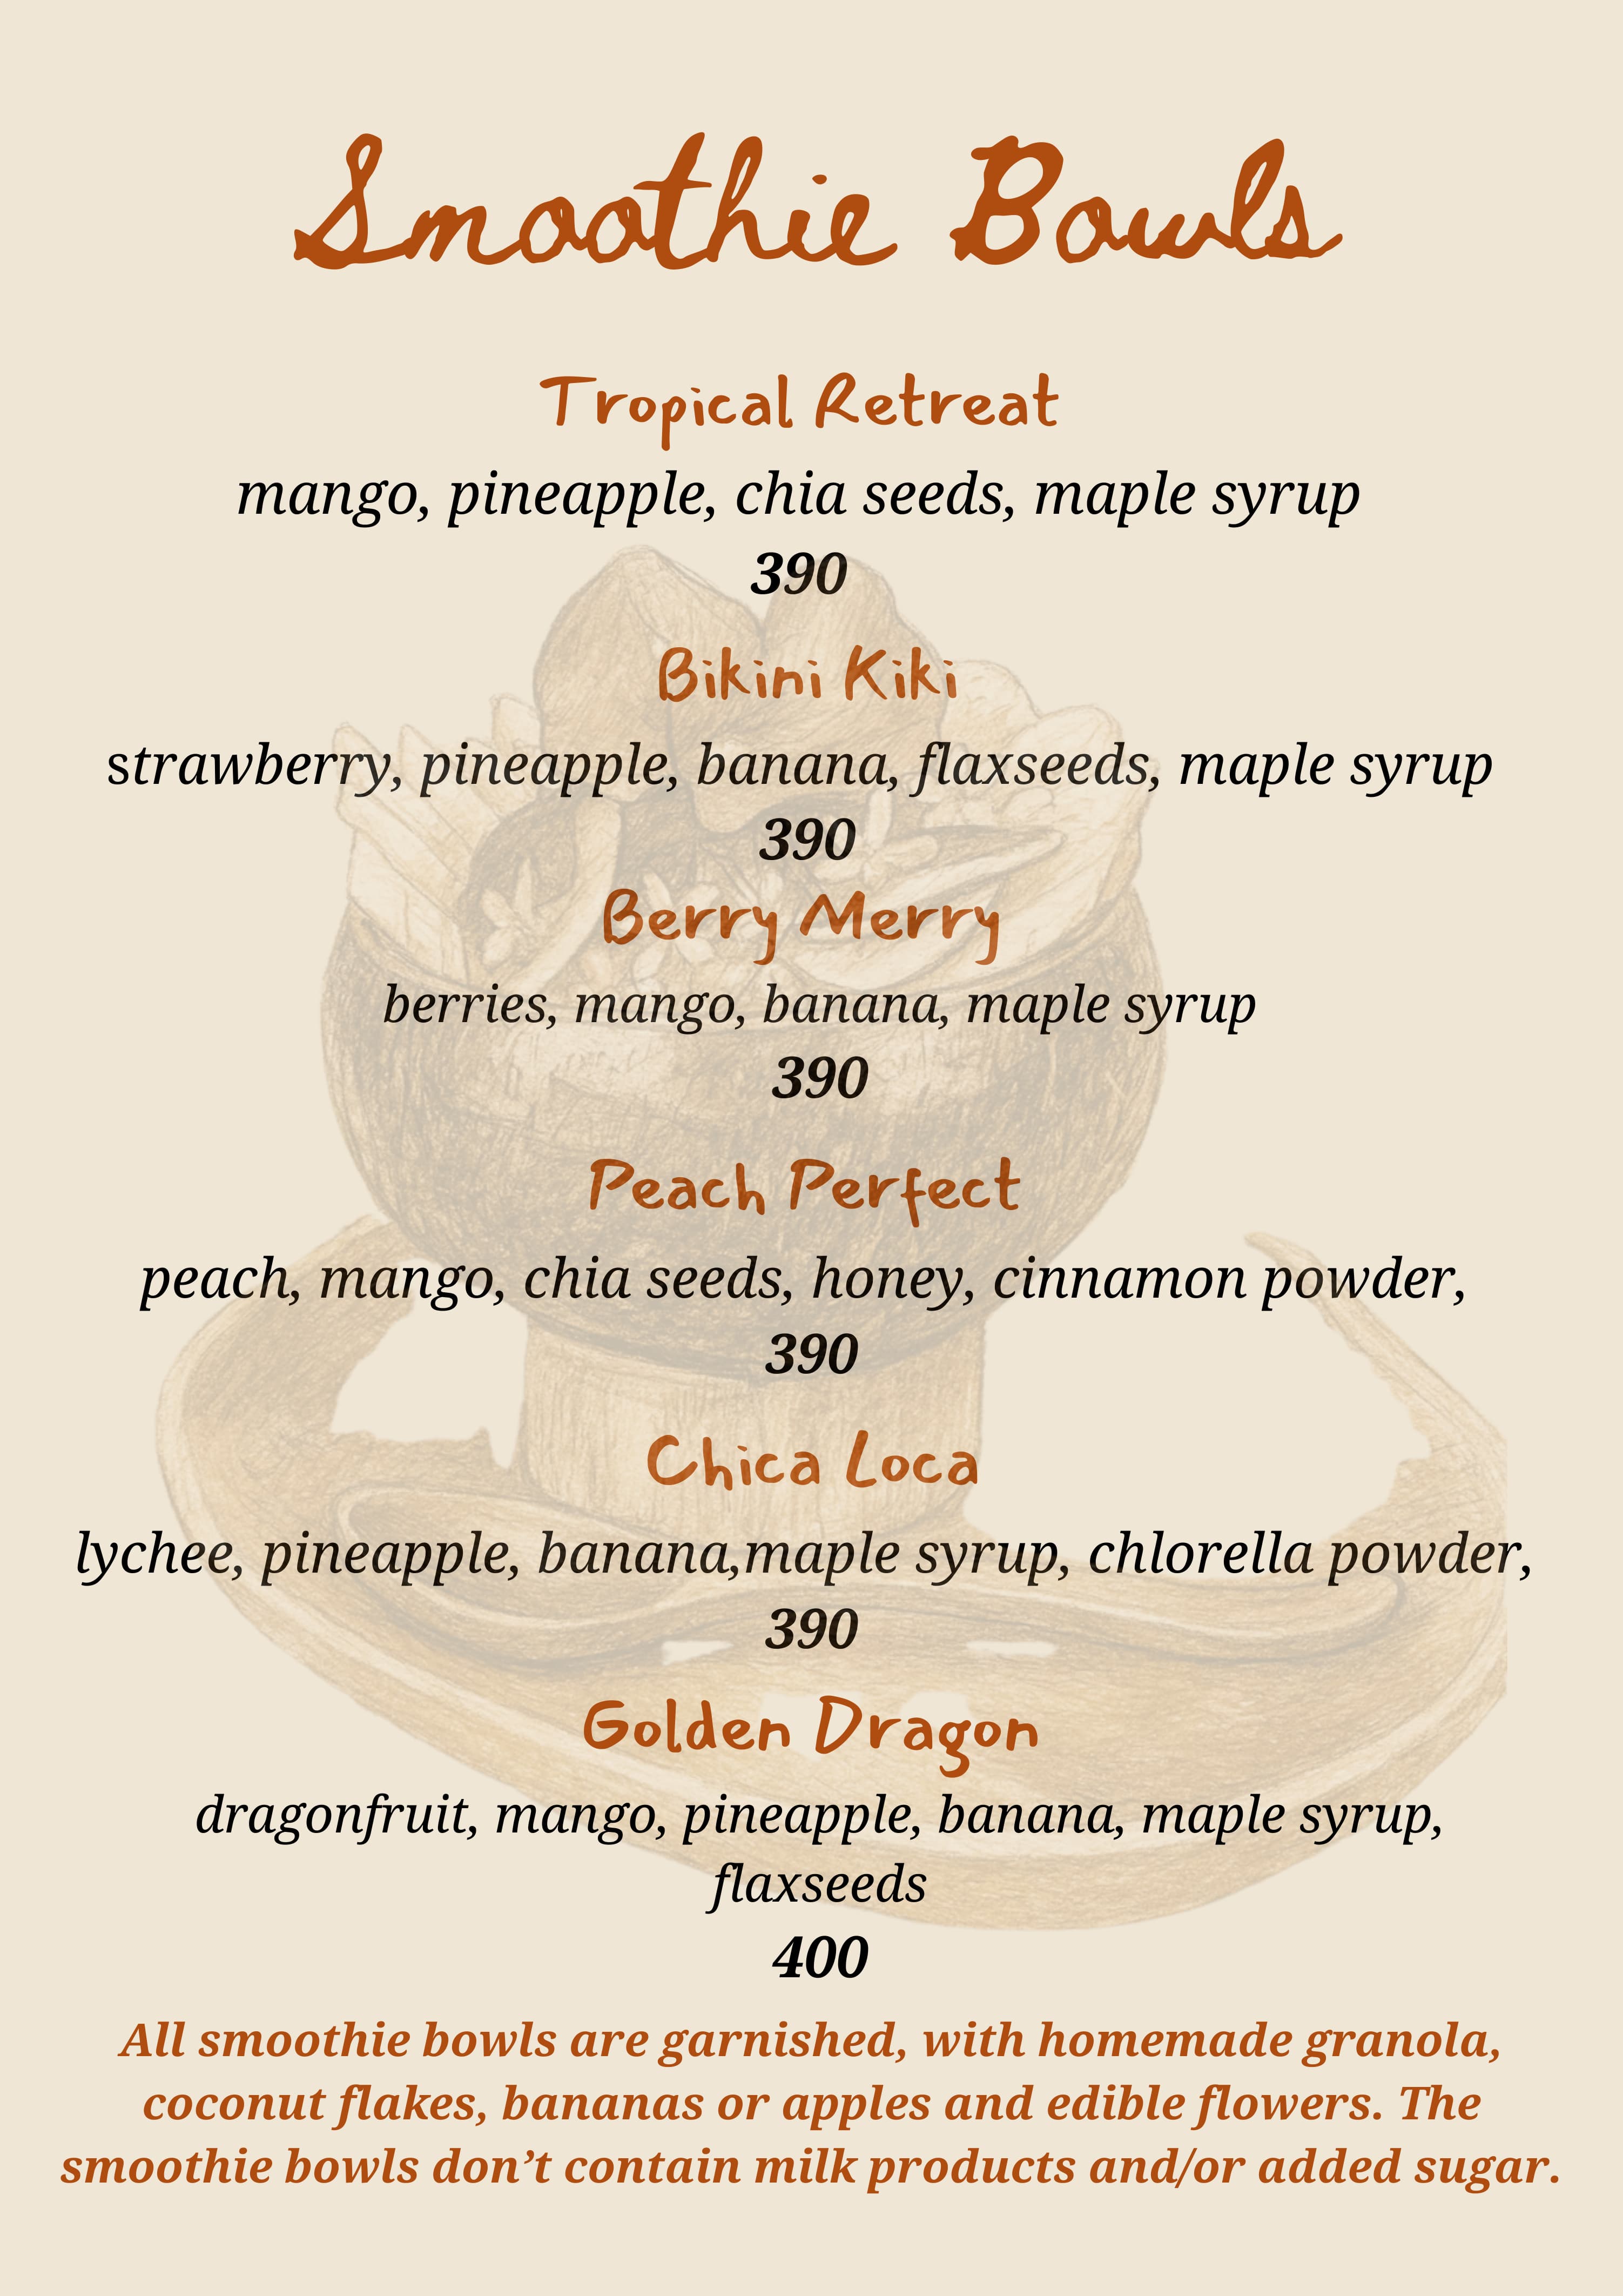 Smoothie Bowls
Tropical Retreat
mango, pineapple, chia seeds, maple syrup
390
Bikini Kiki
strawberry, pineapple, banana, flaxseeds, maple syrup
390
Berry Merry
berries, mango, banana, maple syrup
390
Peach Perfect
peach, mango, chia seeds, honey, cinnamon powder,
390
Chica Loca
lychee, pineapple, banana,maple syrup, chlorella powder,
390
Golden Dragon
dragonfruit, mango, pineapple, banana, maple syrup,
flaxseeds
400
All smoothie bowls are garnished, with homemade granola,
coconut flakes, bananas or apples and edible flowers. The
smoothie bowls don’t contain milk products and/or added sugar.